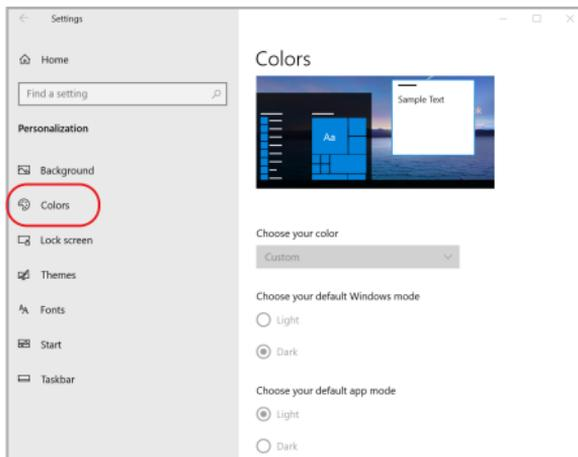 Settings
Home
Find a setting
Personalization
Background
Colors
Lock screen
Themes
Fonts
Start
Taskbar
Colors
Sample Text
Aa
Choose your color
Custom
Choose your default Windows mode
Light
Dark
Choose your default app mode
Light
Dark